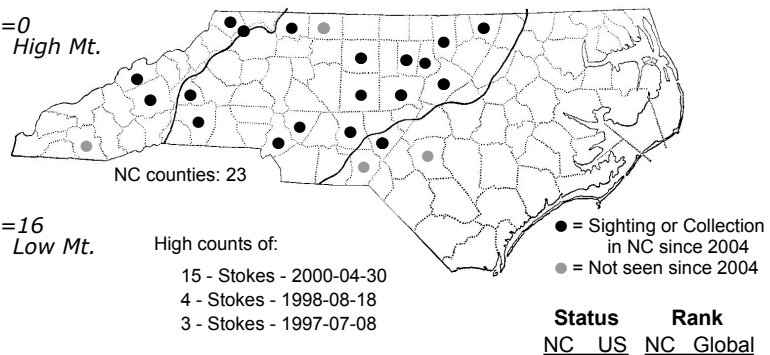 =0
High Mt.
NC counties: 23
=16
Low Mt.
High counts of:
15 - Stokes - 2000-04-30
4 - Stokes - 1998-08-18
3 - Stokes - 1997-07-08
= Sighting or Collection
in NC since 2004
= Not seen since 2004
Status Rank
NC US NC Global